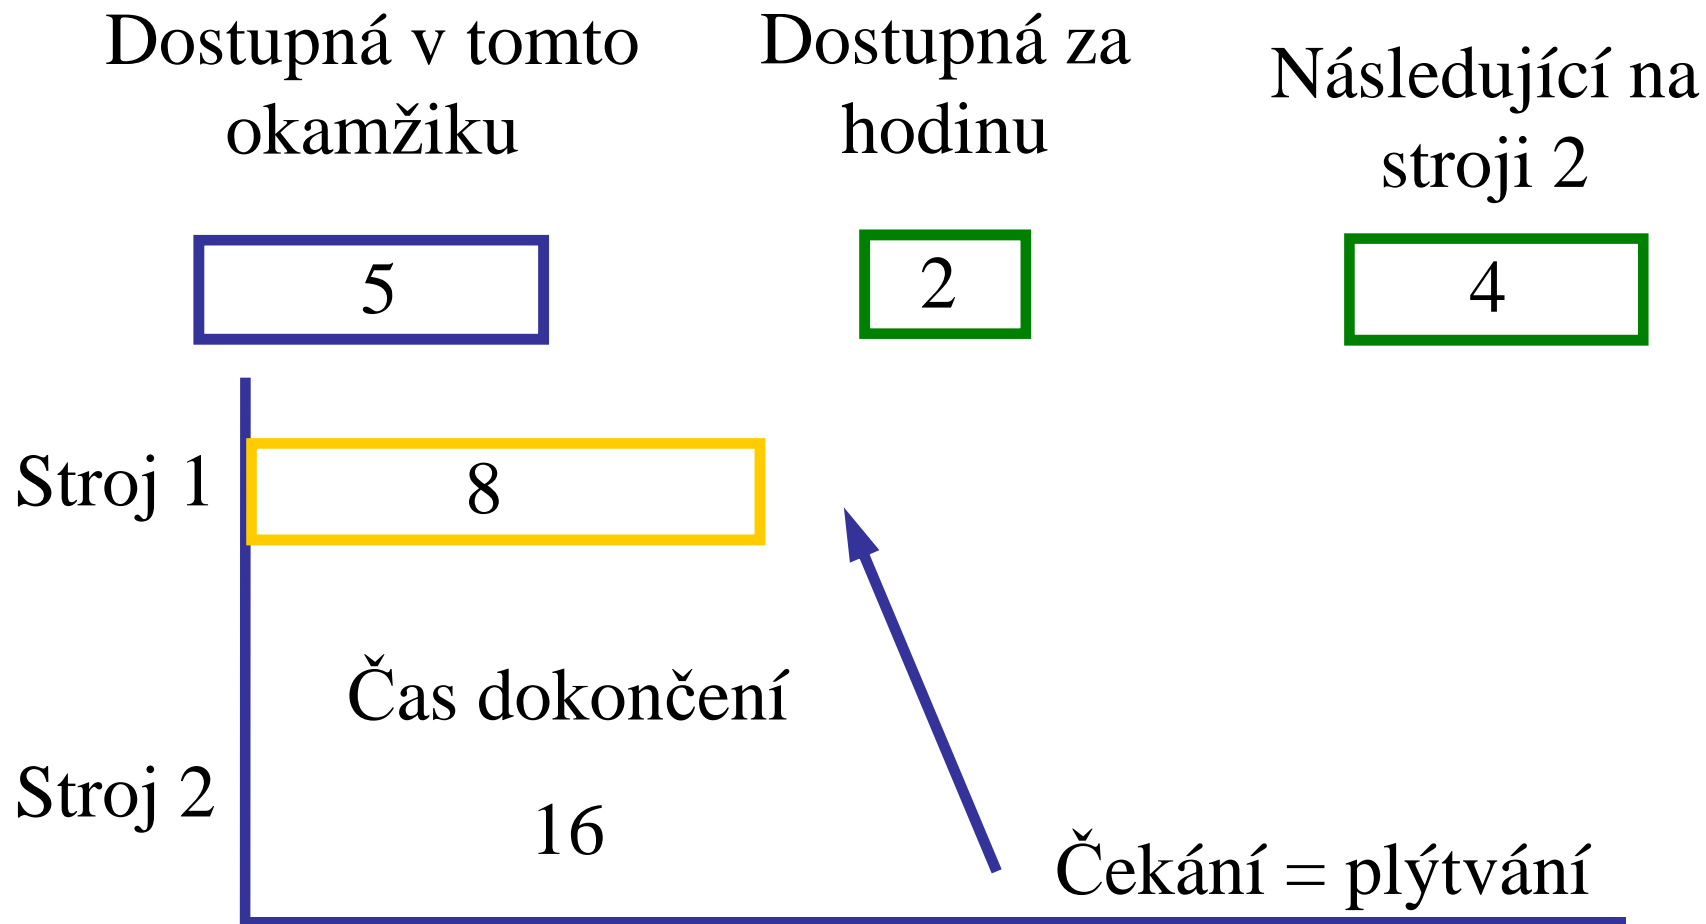 Dostupná v tomto
okamžiku
Dostupná za
hodinu
Následující na
stroji 2
5
2
4
Stroj 1
8
Čas dokončení
Stroj 2
16
Čekání = plýtvání